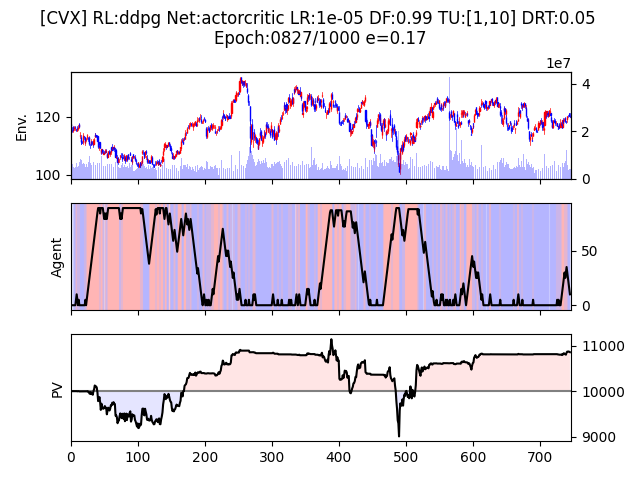 [CVX] RL:ddpg Net:actorcritic LR:1e-05 DF:0.99 TU:[1,10] DRT:0.05
Epoch:0827/1000 e=0.17
1e7
Env.
120
100
4
2
0
Agent
50
0
PV
11000
10000
9000
0 100 200 300 400 500 600 700